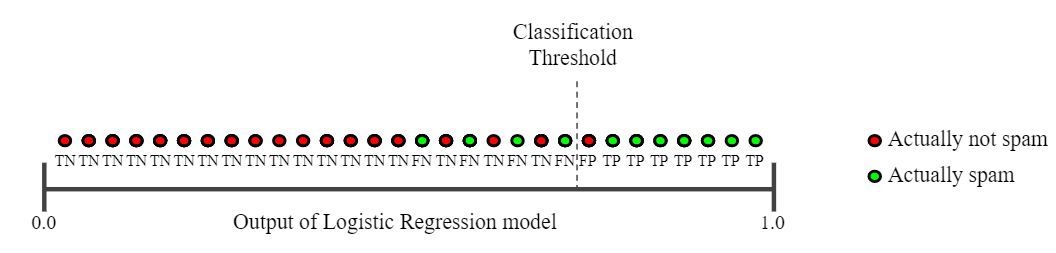 Classification
Threshold
TN TN TN TN TN TN TN TN TN TN TN TN TN TN TN FN TN FN TN FN TN FN FP TP TP TP TP TP TP TP
0.0
Output of Logistic Regression model
1.0
Actually not spam
Actually spam